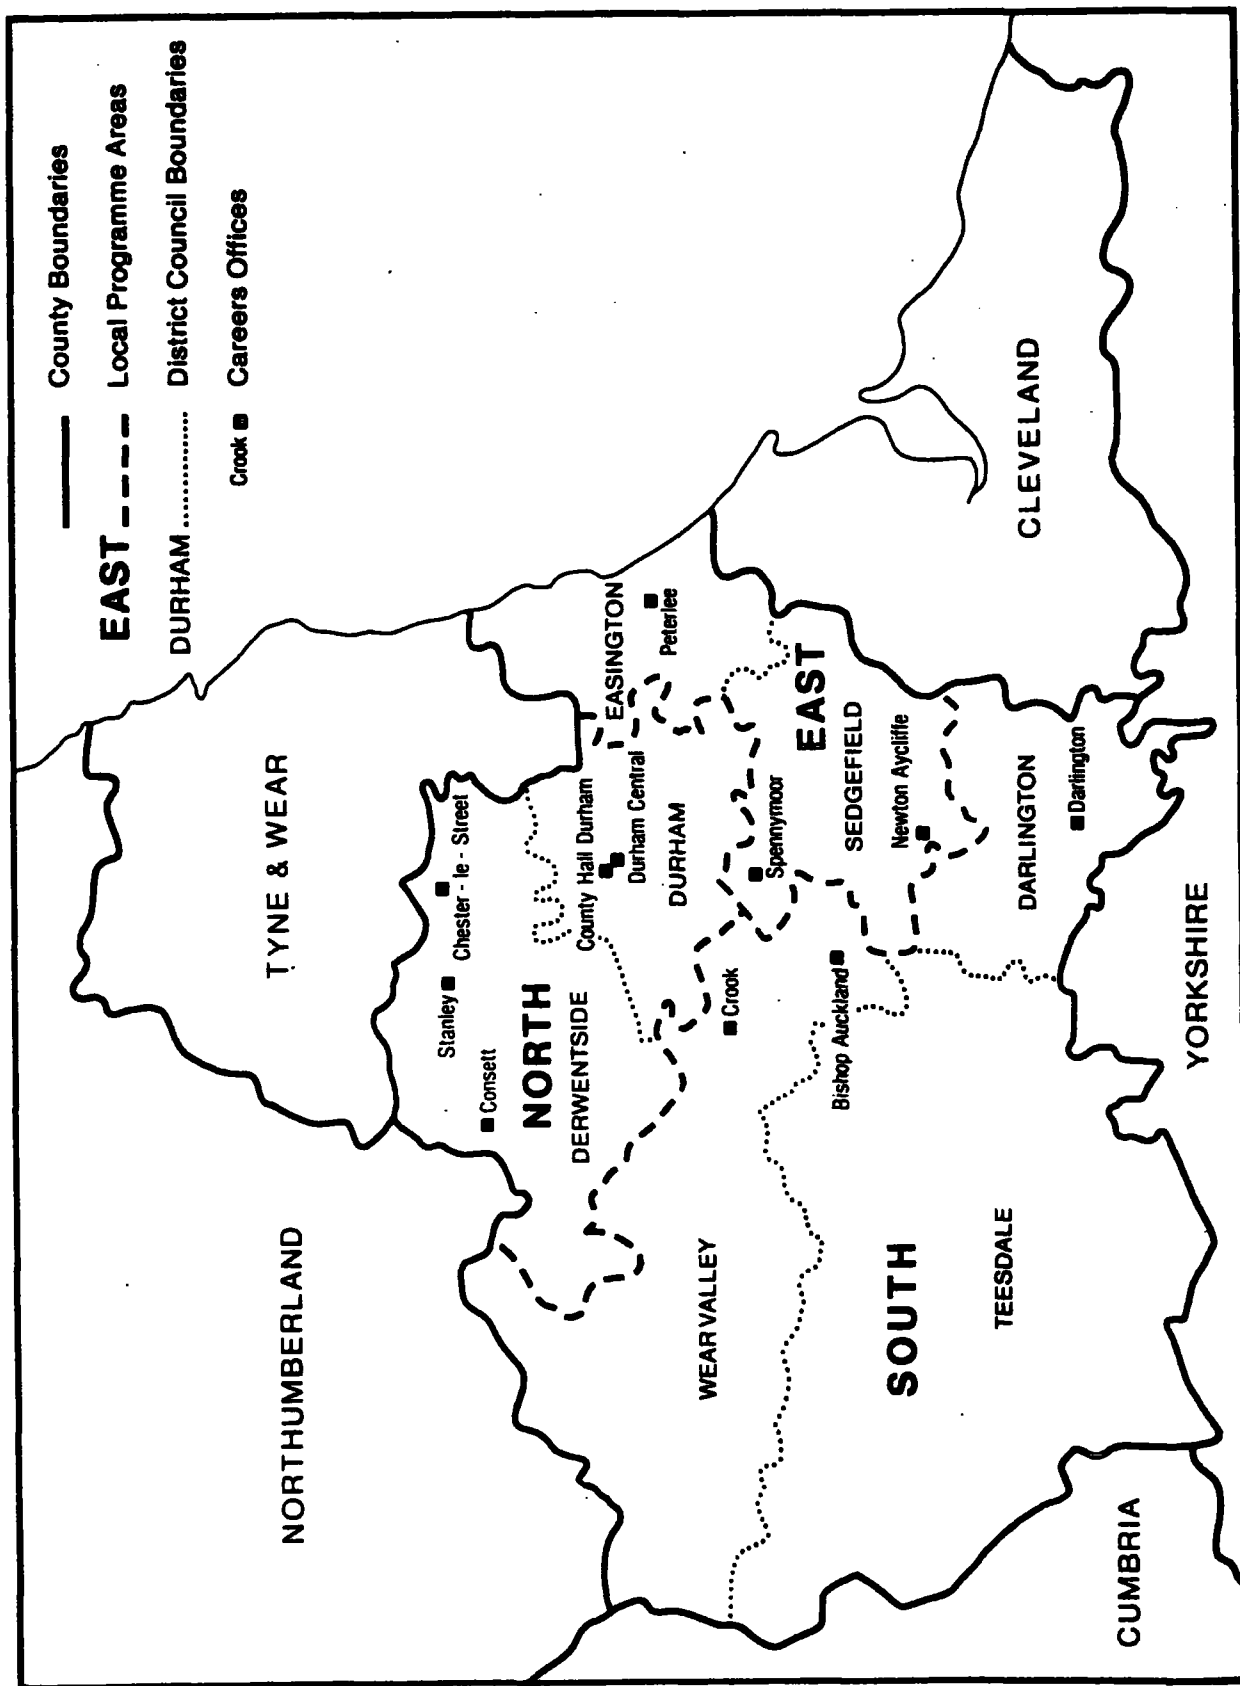 County Boundaries
EAST Local Programme Areas
DURHAM District Council Boundaries
Crook Careers Offices
NORTHUMBERLAND
TYNE & WEAR
Stanley
Chester - le - Street
Consett
NORTH
DERWENTSIDE
County Hall Durham
Durham Central
EASINGTON
Peterlee
DURHAM
Crook
WEAR VALLEY
Spennymoor
EAST
Bishop Auckland
SEDGEFIELD
Newton Aycliffe
SOUTH
TEESDALE
DARLINGTON
Darlington
CLEVELAND
CUMBRIA
YORKSHIRE